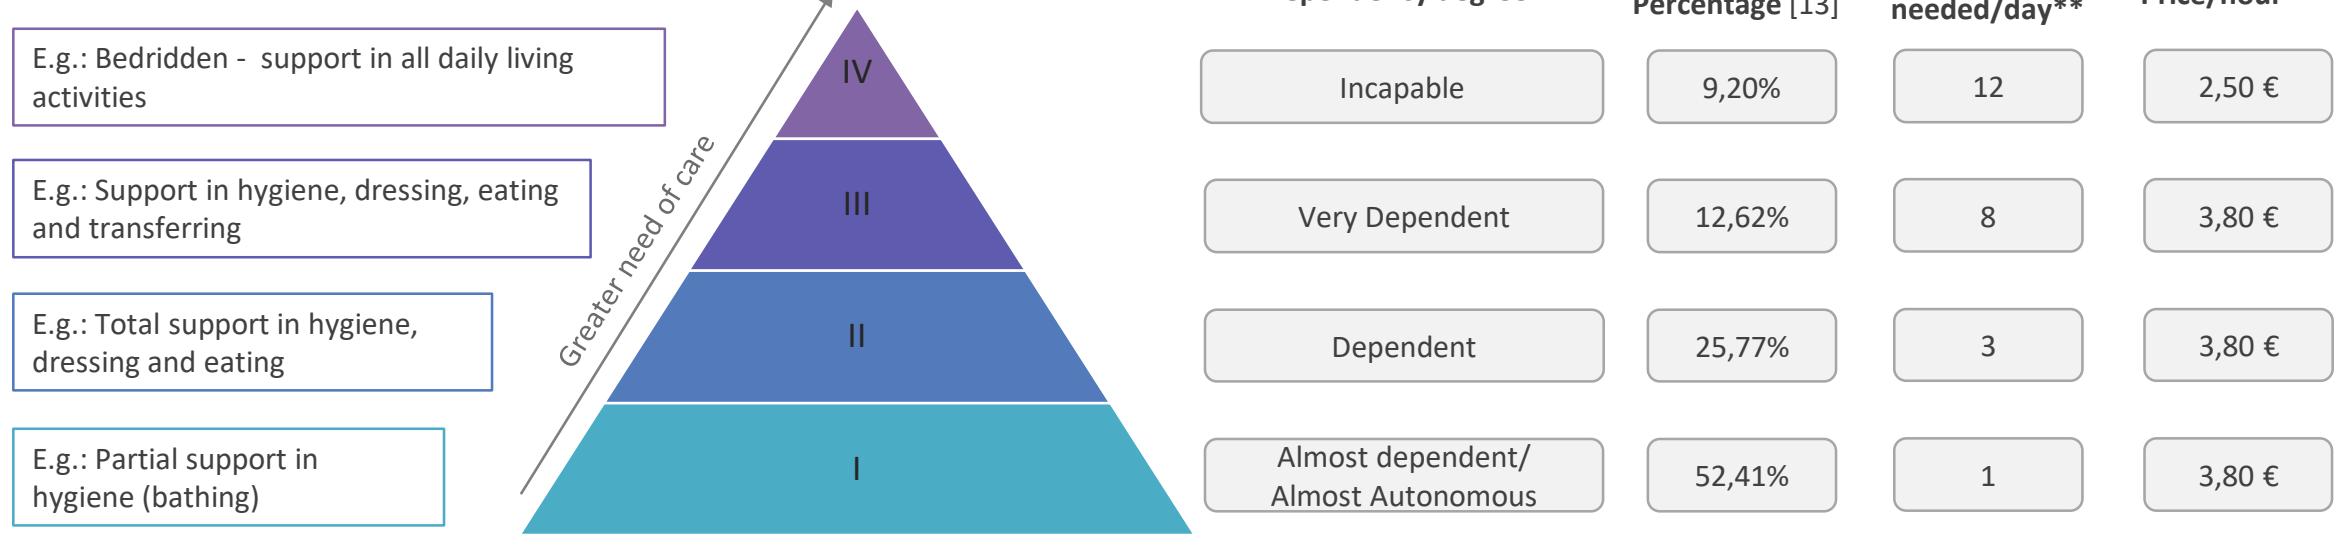 Percentage [13]
needed/day**
E.g.: Bedridden -  support in all daily living
activities
IV
Incapable
9,20%
12
2,50 €
E.g.: Support in hygiene, dressing, eating
and transferring
III
Very Dependent
12,62%
8
3,80 €
Greater need of care
E.g.: Total support in hygiene,
dressing and eating
II
Dependent
25,77%
3
3,80 €
E.g.: Partial support in
hygiene (bathing)
I
Almost dependent/
Almost Autonomous
52,41%
1
3,80 €